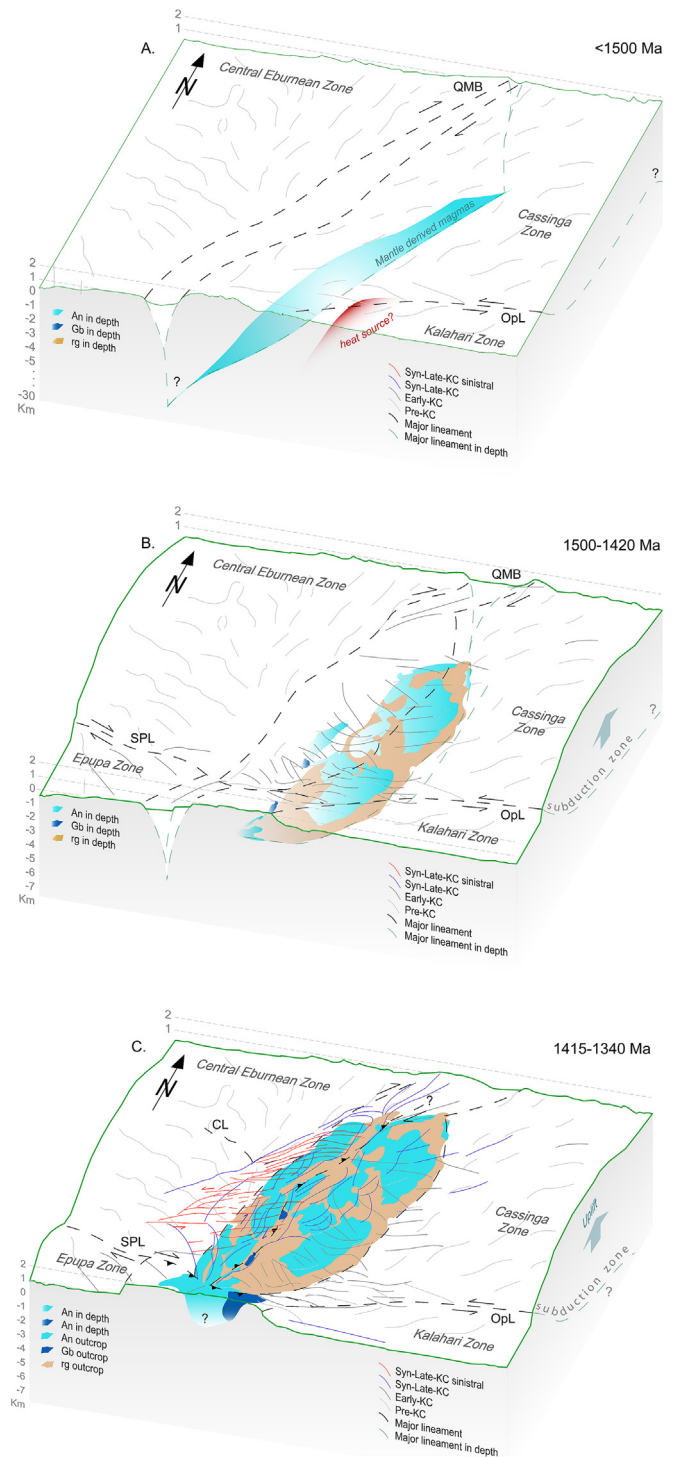 2
1
A.
<1500 Ma
Central Eburnean Zone
QMB
N
?
Mantle derived magmas
Cassinga
Zone
2
1
0
-1
-2
-3
-4
-5
:
:
-30
Km
An in depth
Gb in depth
rg in depth
?
heat source?
OpL
Kalahari Zone
Syn-Late-KC sinistral
Syn-Late-KC
Early-KC
Pre-KC
Major lineament
Major lineament in depth
2
1
B.
1500-1420 Ma
QMB
Central Eburnean Zone
N
Cassinga
Zone
?
subduction zone
SPL
Epupa Zone
OpL
Kalahari Zone
2
1
0
-1
-2
-3
-4
-5
-6
-7
Km
An in depth
Gb in depth
rg in depth
Syn-Late-KC sinistral
Syn-Late-KC
Early-KC
Pre-KC
Major lineament
Major lineament in depth
2
1
C.
1415-1340 Ma
Central Eburnean Zone
N
?
CL
Cassinga
Zone
Uplift
subduction zone
?
SPL
Epupa Zone
OpL
Kalahari Zone
?
2
1
0
-1
-2
-3
-4
-5
-6
-7
Km
An in depth
An in depth
An outcrop
Gb outcrop
rg outcrop
Syn-Late-KC sinistral
Syn-Late-KC
Early-KC
Pre-KC
Major lineament
Major lineament in depth